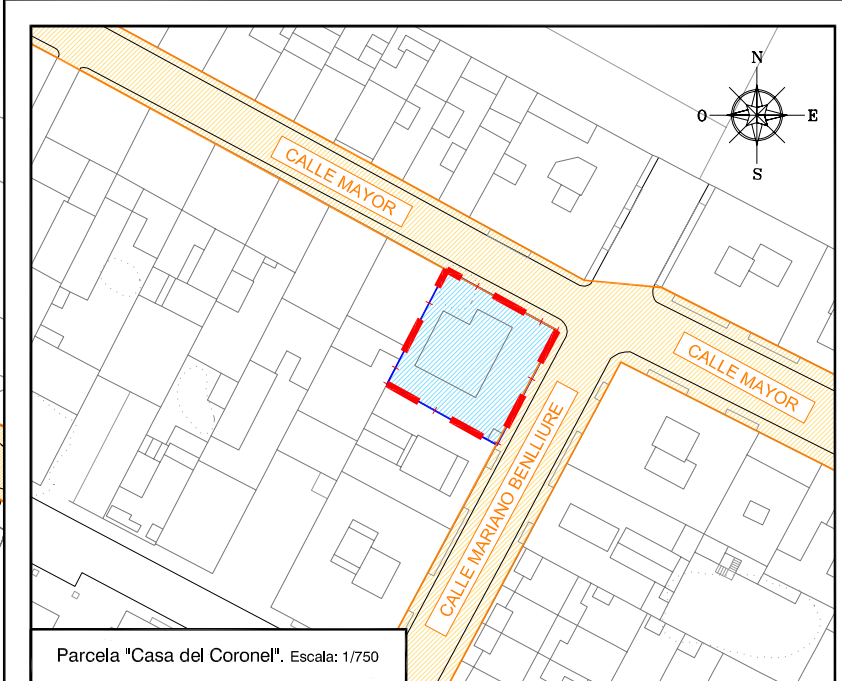 N
O E
S
CALLE MAYOR
CALLE MAYOR
CALLE MARIANO BENLLIURE
Parcela "Casa del Coronel". Escala: 1/750